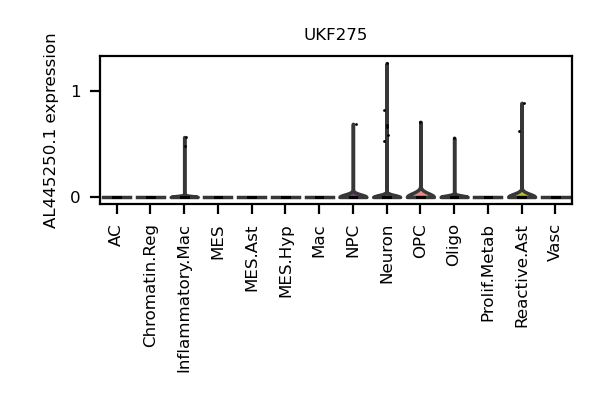 UKF275
AL445250.1 expression
1
0
AC
Chromatin.Reg
Inflammatory.Mac
MES
MES.Ast
MES.Hyp
Mac
NPC
Neuron
OPC
Oligo
Prolif.Metab
Reactive.Ast
Vasc